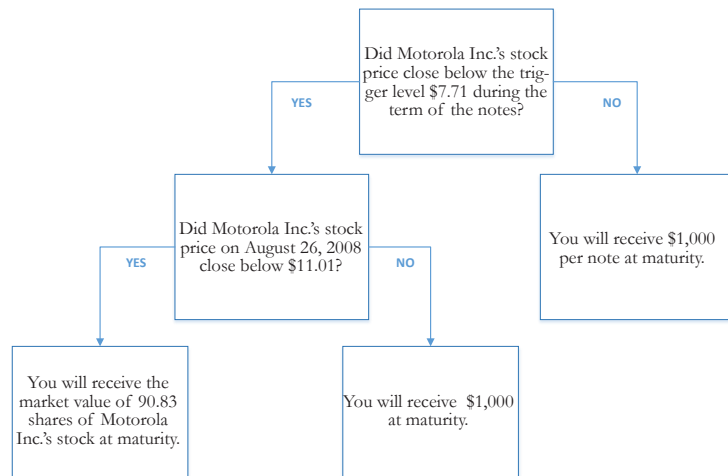 Did Motorola Inc.'s stock
price close below the trig-
ger level $7.71 during the
term of the notes?
YES
NO
Did Motorola Inc.'s stock
price on August 26, 2008
close below $11.01?
You will receive $1,000
per note at maturity.
YES
NO
You will receive the
market value of 90.83
shares of Motorola
Inc.'s stock at maturity.
You will receive $1,000
at maturity.